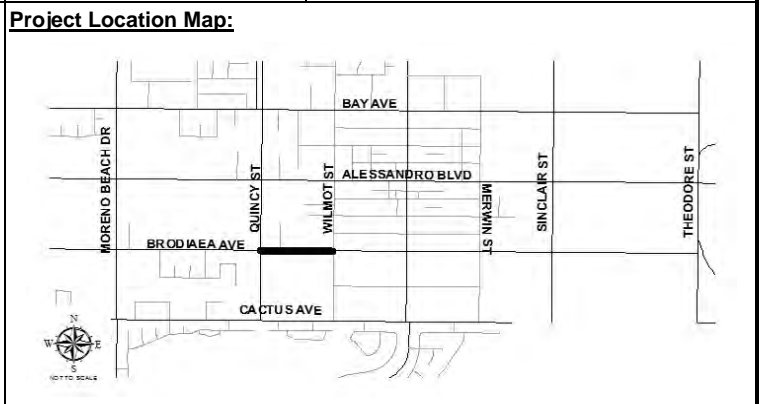 Project Location Map:
BAY AVE
MORENO BEACH DR
QUINCY ST
WILMOT ST
ALESSANDRO BLVD
MERWIN ST
SINCLAIR ST
THEODORE ST
BRODIAEA AVE
CACTUS AVE
N
W E
S
NOT TO SCALE